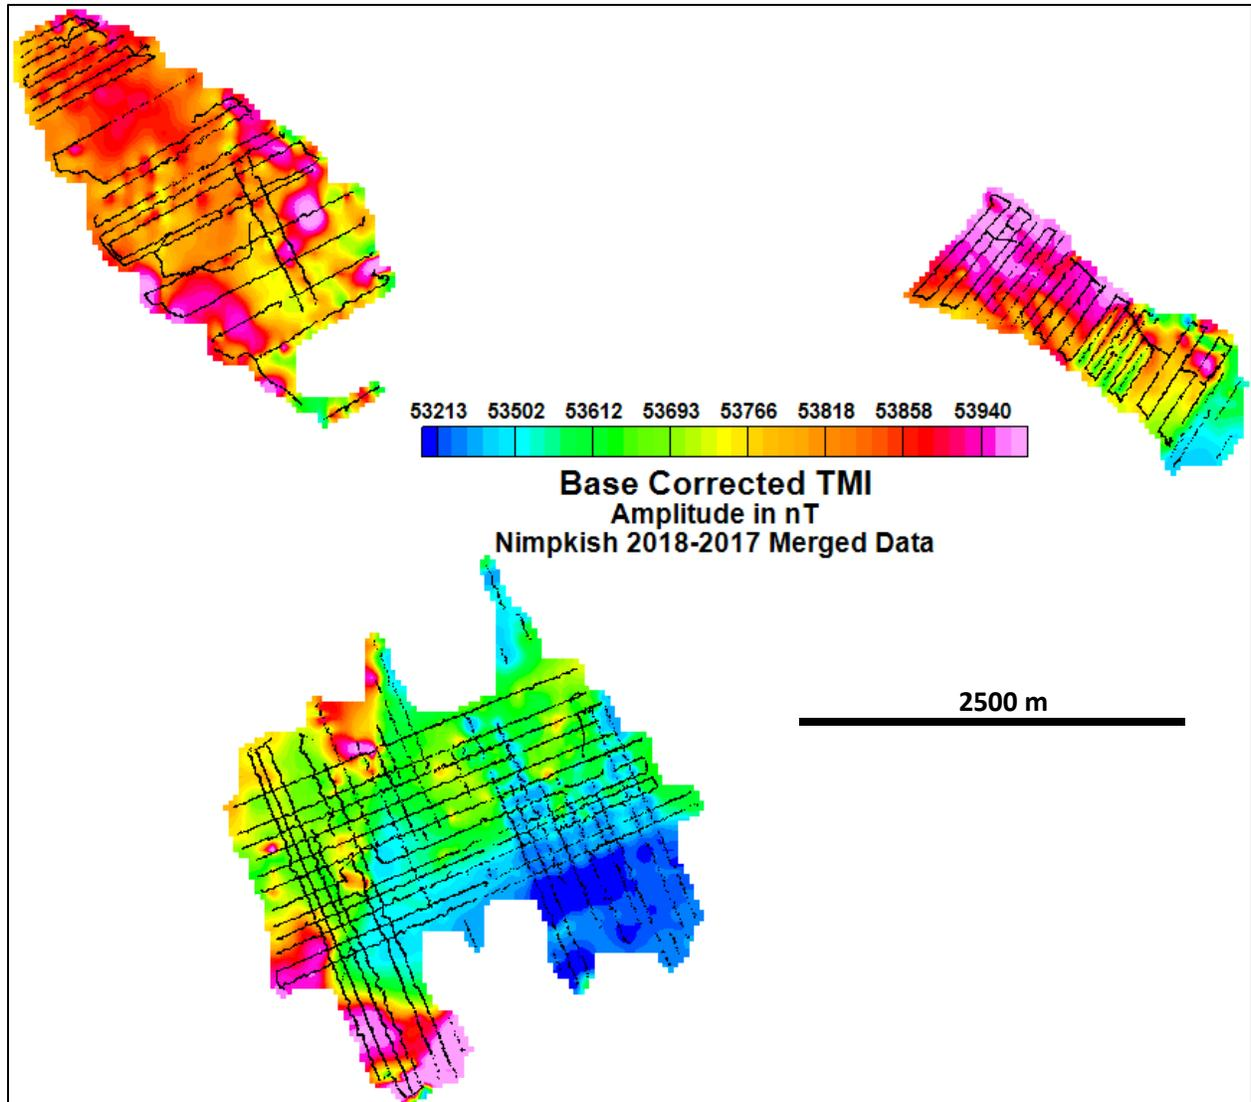 53213 53502 53612 53693 53766 53818 53858 53940
Base Corrected TMI
Amplitude in nT
Nimpkish 2018-2017 Merged Data
2500 m